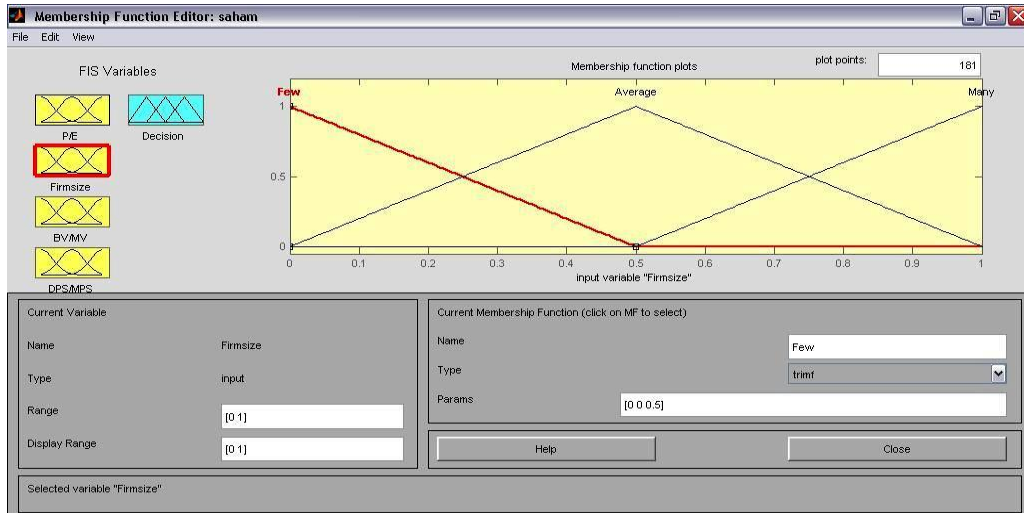 Membership Function Editor: saham
File Edit View
FIS Variables
P/E
Decision
Firmsize
BV/MV
DPS/MPS
Membership function plots
plot points:
181
Few
Average
Many
1
0.5
0
0 0.1 0.2 0.3 0.4 0.5 0.6 0.7 0.8 0.9 1
input variable "Firmsize"
Current Variable
Name Firmsize
Type input
Range [0 1]
Display Range [0 1]
Current Membership Function (click on MF to select)
Name Few
Type trimf
Params [0 0 0.5]
Help Close
Selected variable "Firmsize"